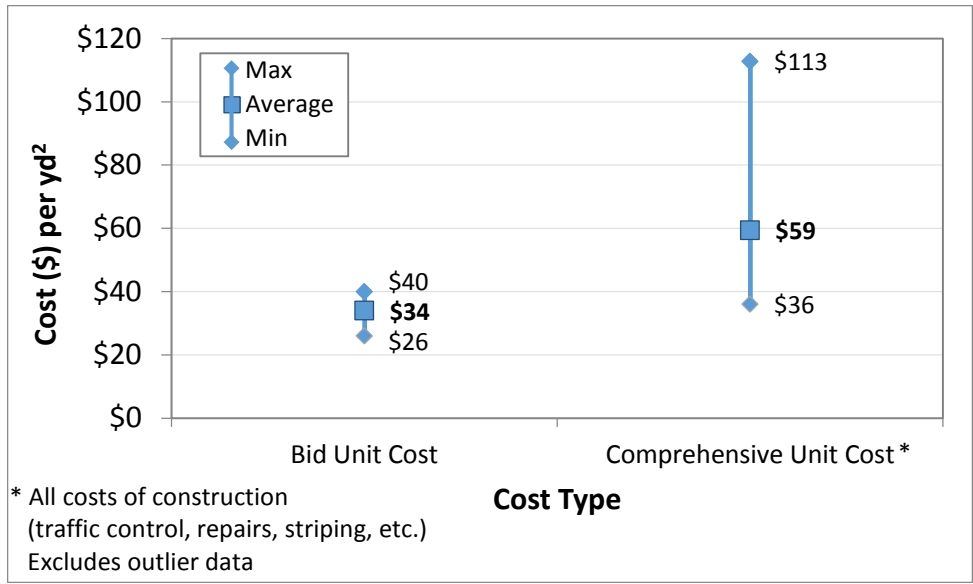 $120
$100
$80
$60
$40
$20
$0
Cost ($) per yd²
Max
Average
Min
$40
$34
$26
$113
$59
$36
Bid Unit Cost
Comprehensive Unit Cost *
Cost Type
* All costs of construction
(traffic control, repairs, striping, etc.)
Excludes outlier data